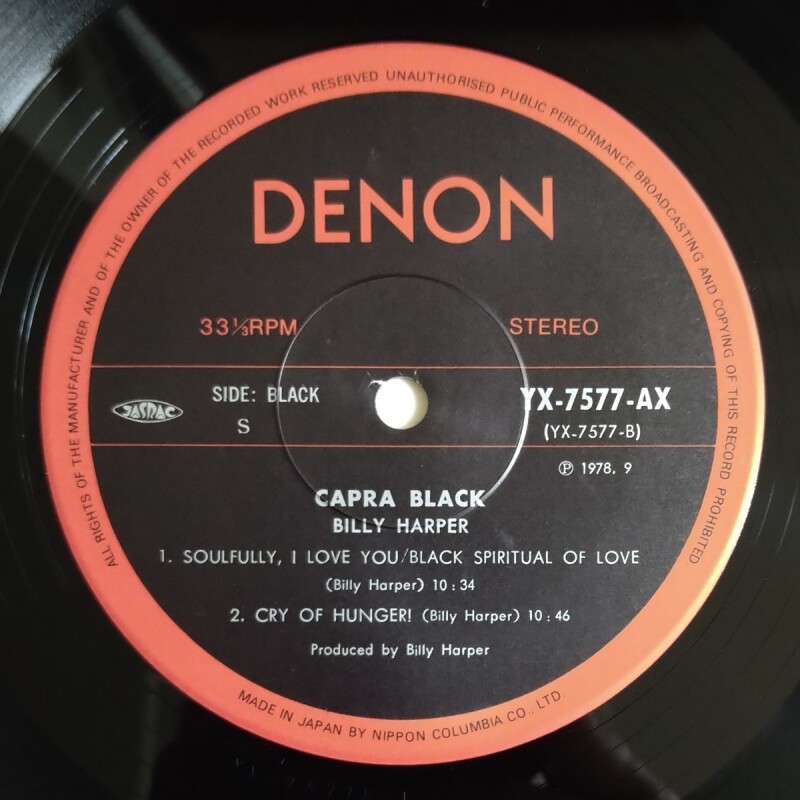 ALL RIGHTS OF THE MANUFACTURER AND OF THE OWNER OF THE RECORDED WORK RESERVED UNAUTHORISED PUBLIC PERFORMANCE BROADCASTING AND COPYING OF THIS RECORD PROHIBITED
DENON
33⅓RPM STEREO
JASRAC
SIDE: BLACK
S
YX-7577-AX
(YX-7577-B)
℗ 1978. 9
CAPRA BLACK
BILLY HARPER
1. SOULFULLY, I LOVE YOU/BLACK SPIRITUAL OF LOVE
(Billy Harper) 10:34
2. CRY OF HUNGER! (Billy Harper) 10:46
Produced by Billy Harper
MADE IN JAPAN BY NIPPON COLUMBIA CO., LTD.